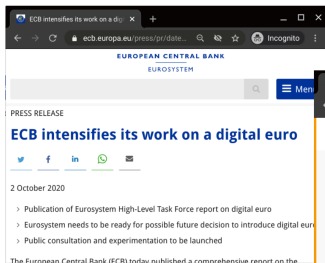 ECB intensifies its work on a dig
ecb.europa.eu/press/pr/date...
Incognito
EUROPEAN CENTRAL BANK
EUROSYSTEM
Menu
PRESS RELEASE
ECB intensifies its work on a digital euro
2 October 2020
> Publication of Eurosystem High-Level Task Force report on digital euro
> Eurosystem needs to be ready for possible future decision to introduce digital euro
> Public consultation and experimentation to be launched
The European Central Bank (ECB) today published a comprehensive report on the